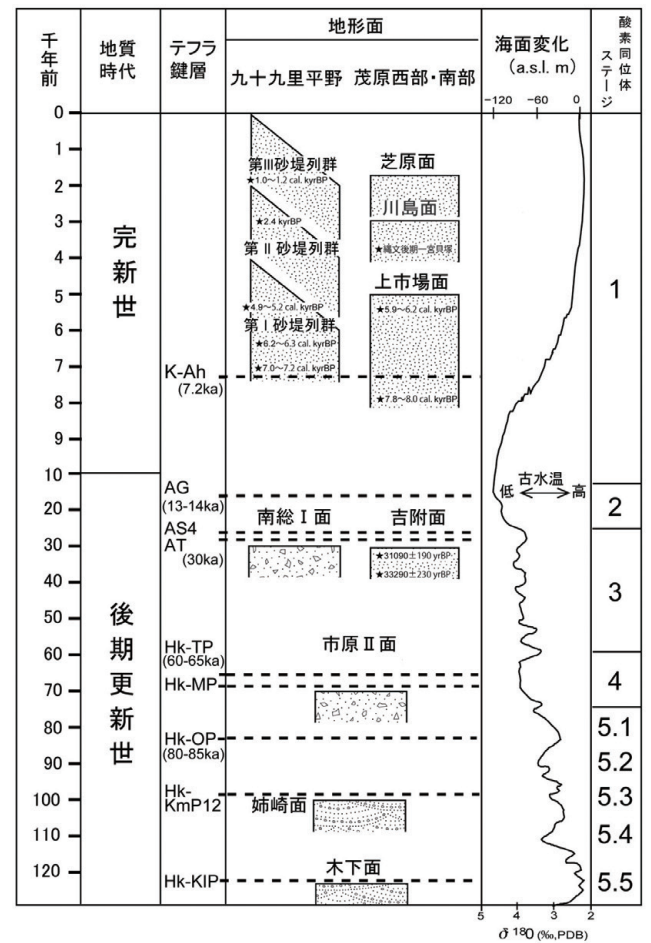 千年前
地質
時代
テフラ
鍵層
地形面
九十九里平野 茂原西部・南部
海面変化
(a.s.l. m)
酸素同位体
ステージ
-120 -60 0
0
1
2
3
4
5
6
7
8
9
10
20
30
40
50
60
70
80
90
100
110
120
完新世
後期更新世
K-Ah
(7.2ka)
AG
(13-14ka)
AS4
AT
(30ka)
Hk-TP
(60-65ka)
Hk-MP
Hk-OP
(80-85ka)
Hk-
KmP12
Hk-KlP
第III砂堤列群
★1.0~1.2 cal. kyrBP
★2.4 kyrBP
第Ⅱ砂堤列群
★4.9~5.2 cal. kyrBP
第Ⅰ砂堤列群
★6.2~6.3 cal. kyrBP
★7.0~7.2 cal. kyrBP
芝原面
川島面
★縄文後期一宮貝塚
上市場面
★5.9~6.2 cal. kyrBP
★7.8~8.0 cal. kyrBP
南総Ⅰ面
吉附面
★31090±190 yrBP
★33290±230 yrBP
市原Ⅱ面
姉崎面
木下面
古水温
低 高
1
2
3
4
5.1
5.2
5.3
5.4
5.5
5 4 3 2
δ 18O (‰,PDB)